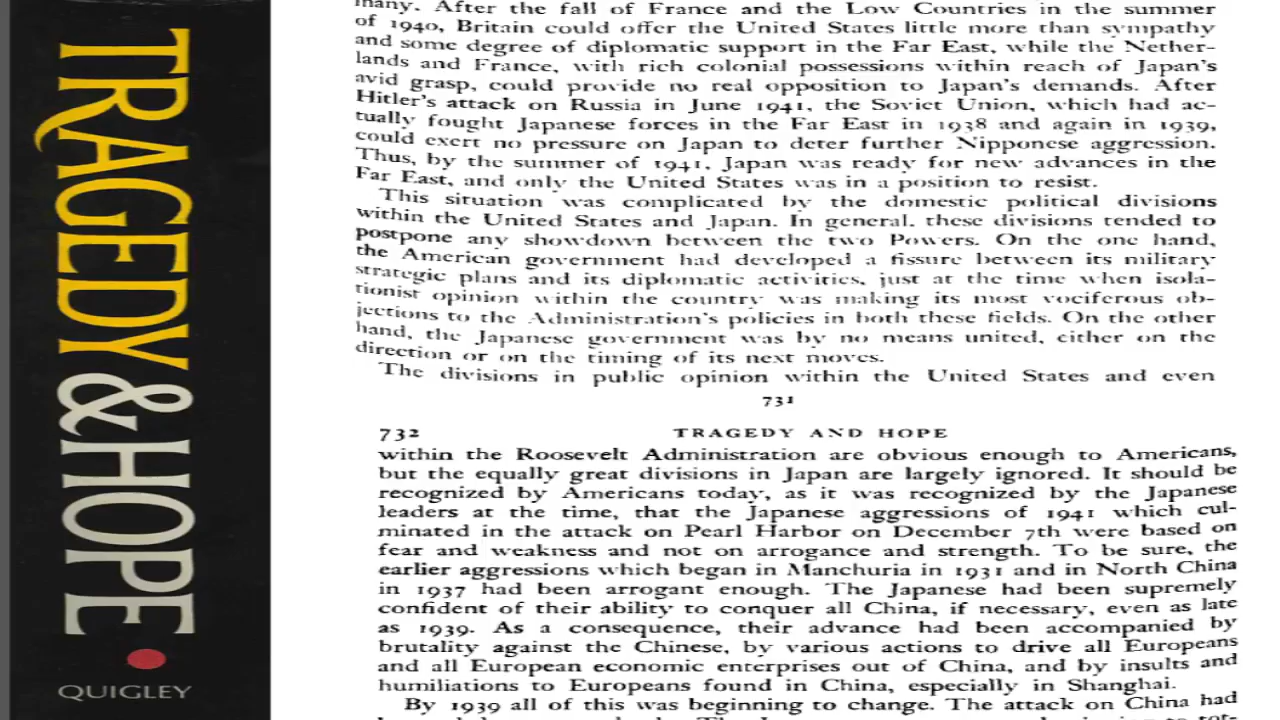 TRAGEDY & HOPE
QUIGLEY
many. After the fall of France and the Low Countries in the summer
of 1940, Britain could offer the United States little more than sympathy
and some degree of diplomatic support in the Far East, while the Nether-
lands and France, with rich colonial possessions within reach of Japan's
avid grasp, could provide no real opposition to Japan's demands. After
Hitler's attack on Russia in June 1941, the Soviet Union, which had ac-
tually fought Japanese forces in the Far East in 1938 and again in 1939,
could exert no pressure on Japan to deter further Nipponese aggression.
Thus, by the summer of 1941, Japan was ready for new advances in the
Far East, and only the United States was in a position to resist.
This situation was complicated by the domestic political divisions
within the United States and Japan. In general, these divisions tended to
postpone any showdown between the two Powers. On the one hand,
the American government had developed a fissure between its military
strategic plans and its diplomatic activities, just at the time when isola-
tionist opinion within the country was making its most vociferous ob-
jections to the Administration's policies in both these fields. On the other
hand, the Japanese government was by no means united, either on the
direction or on the timing of its next moves.
The divisions in public opinion within the United States and even
731
732 TRAGEDY AND HOPE
within the Roosevelt Administration are obvious enough to Americans,
but the equally great divisions in Japan are largely ignored. It should be
recognized by Americans today, as it was recognized by the Japanese
leaders at the time, that the Japanese aggressions of 1941 which cul-
minated in the attack on Pearl Harbor on December 7th were based on
fear and weakness and not on arrogance and strength. To be sure, the
earlier aggressions which began in Manchuria in 1931 and in North China
in 1937 had been arrogant enough. The Japanese had been supremely
confident of their ability to conquer all China, if necessary, even as late
as 1939. As a consequence, their advance had been accompanied by
brutality against the Chinese, by various actions to drive all Europeans
and all European economic enterprises out of China, and by insults and
humiliations to Europeans found in China, especially in Shanghai.
By 1939 all of this was beginning to change. The attack on China had